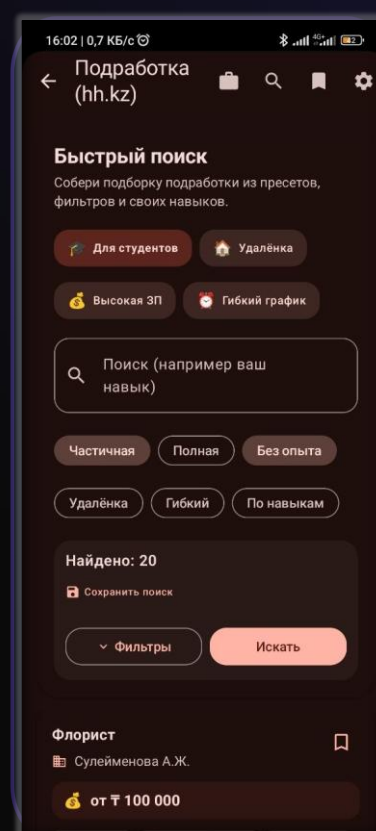 16:02 | 0,7 КБ/с
4G+
2
Подработка
(hh.kz)
Быстрый поиск
Собери подборку подработки из пресетов,
фильтров и своих навыков.
Для студентов
Удалёнка
Высокая ЗП
Гибкий график
Поиск (например ваш
навык)
Частичная
Полная
Без опыта
Удалёнка
Гибкий
По навыкам
Найдено: 20
Сохранить поиск
Фильтры
Искать
Флорист
Сулейменова А.Ж.
от ₸ 100 000